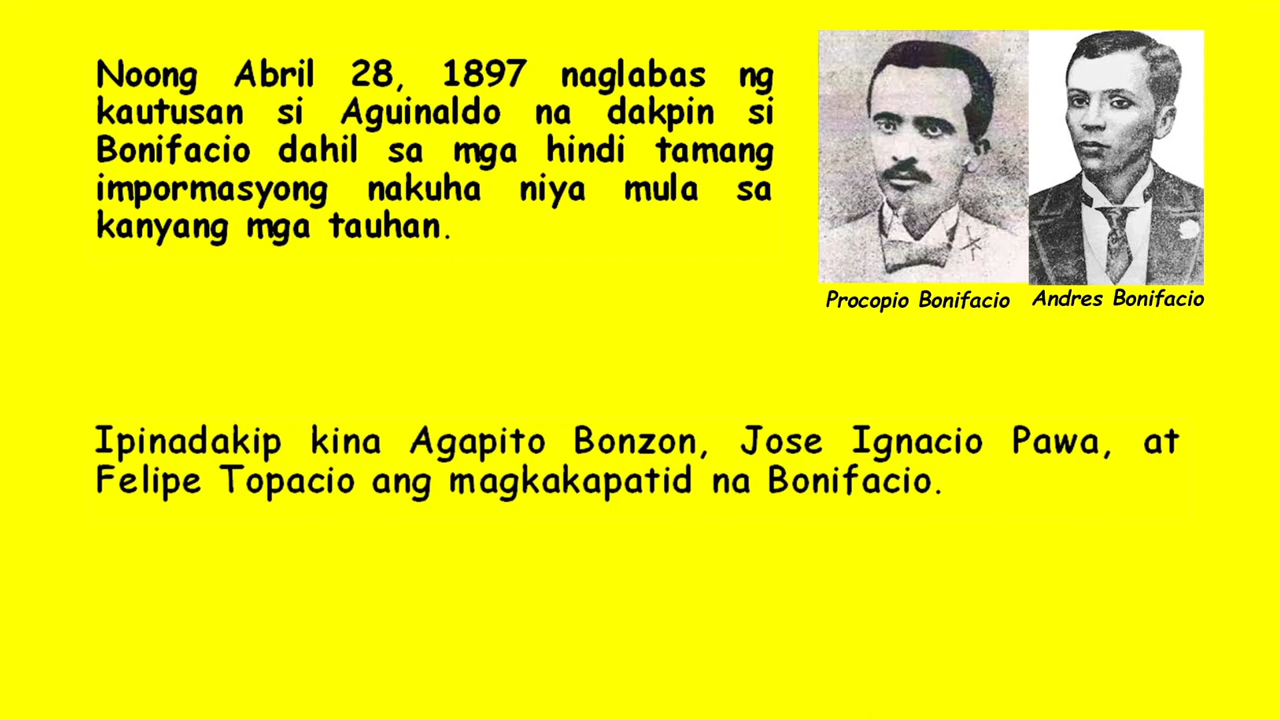 Noong Abril 28, 1897 naglabas ng
kautusan si Aguinaldo na dakpin si
Bonifacio dahil sa mga hindi tamang
impormasyong nakuha niya mula sa
kanyang mga tauhan.
Procopio Bonifacio
Andres Bonifacio
Ipinadakip kina Agapito Bonzon, Jose Ignacio Pawa, at
Felipe Topacio ang magkakapatid na Bonifacio.